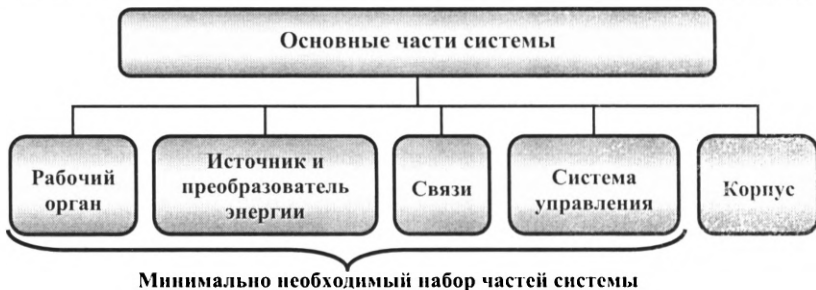 Основные части системы
Рабочий
орган
Источник и
преобразователь
энергии
Связи
Система
управления
Корпус
Минимально необходимый набор частей системы